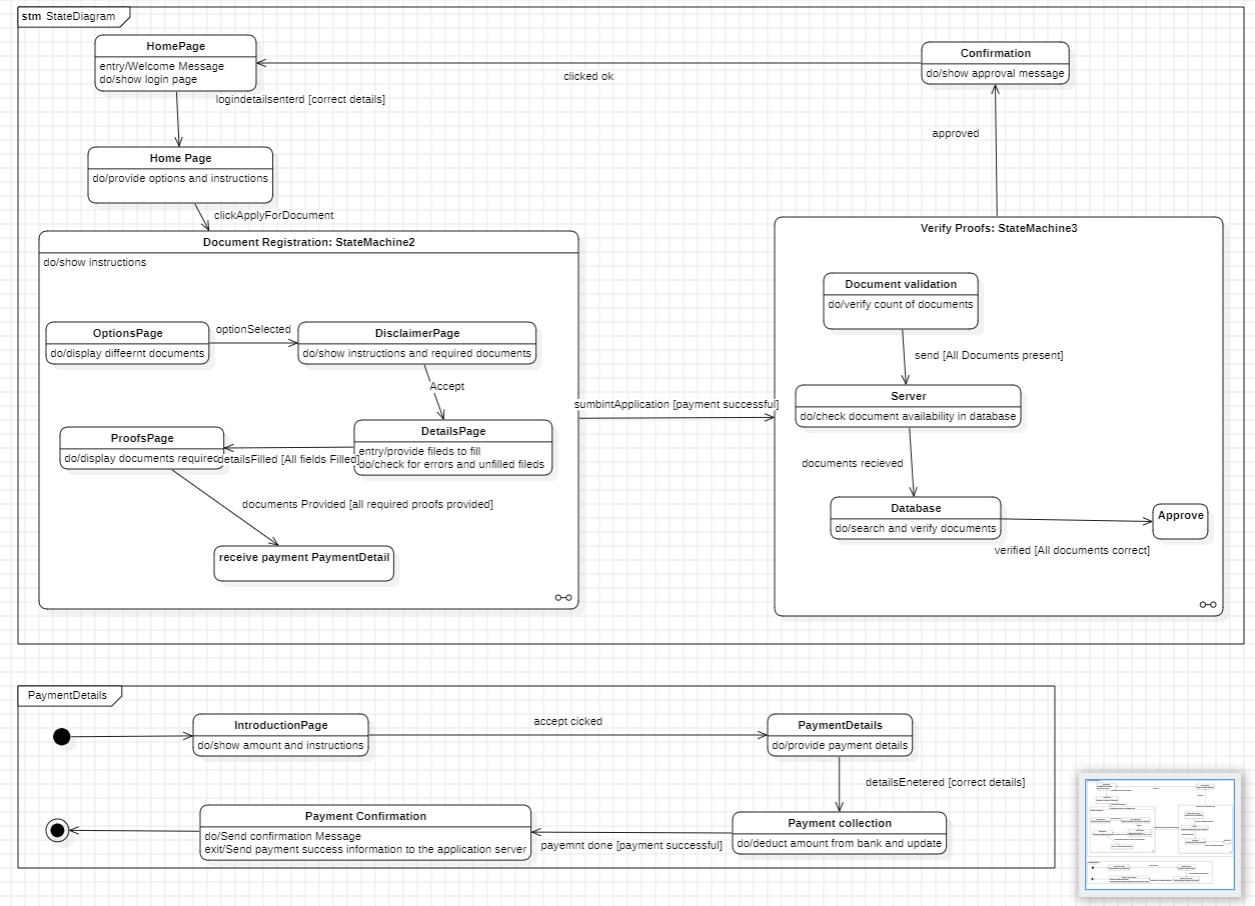 stm StateDiagram
HomePage
entry/Welcome Message
do/show login page
Confirmation
do/show approval message
clicked ok
logindetailsenterd [correct details]
approved
Home Page
do/provide options and instructions
clickApplyForDocument
Document Registration: StateMachine2
do/show instructions
OptionsPage
do/display differnt documents
optionSelected
DisclaimerPage
do/show instructions and required documents
Accept
DetailsPage
entry/provide fileds to fill
do/check for errors and unfilled fileds
detailsFilled [All fields Filled]
ProofsPage
do/display documents required
documents Provided [all required proofs provided]
receive payment PaymentDetail
sumbintApplication [payment successful]
Verify Proofs: StateMachine3
Document validation
do/verify count of documents
send [All Documents present]
Server
do/check document availability in database
documents recieved
Database
do/search and verify documents
Approve
verified [All documents correct]
PaymentDetails
IntroductionPage
do/show amount and instructions
accept cicked
PaymentDetails
do/provide payment details
detailsEnetered [correct details]
Payment collection
do/deduct amount from bank and update
payemnt done [payment successful]
Payment Confirmation
do/Send confirmation Message
exit/Send payment success information to the application server